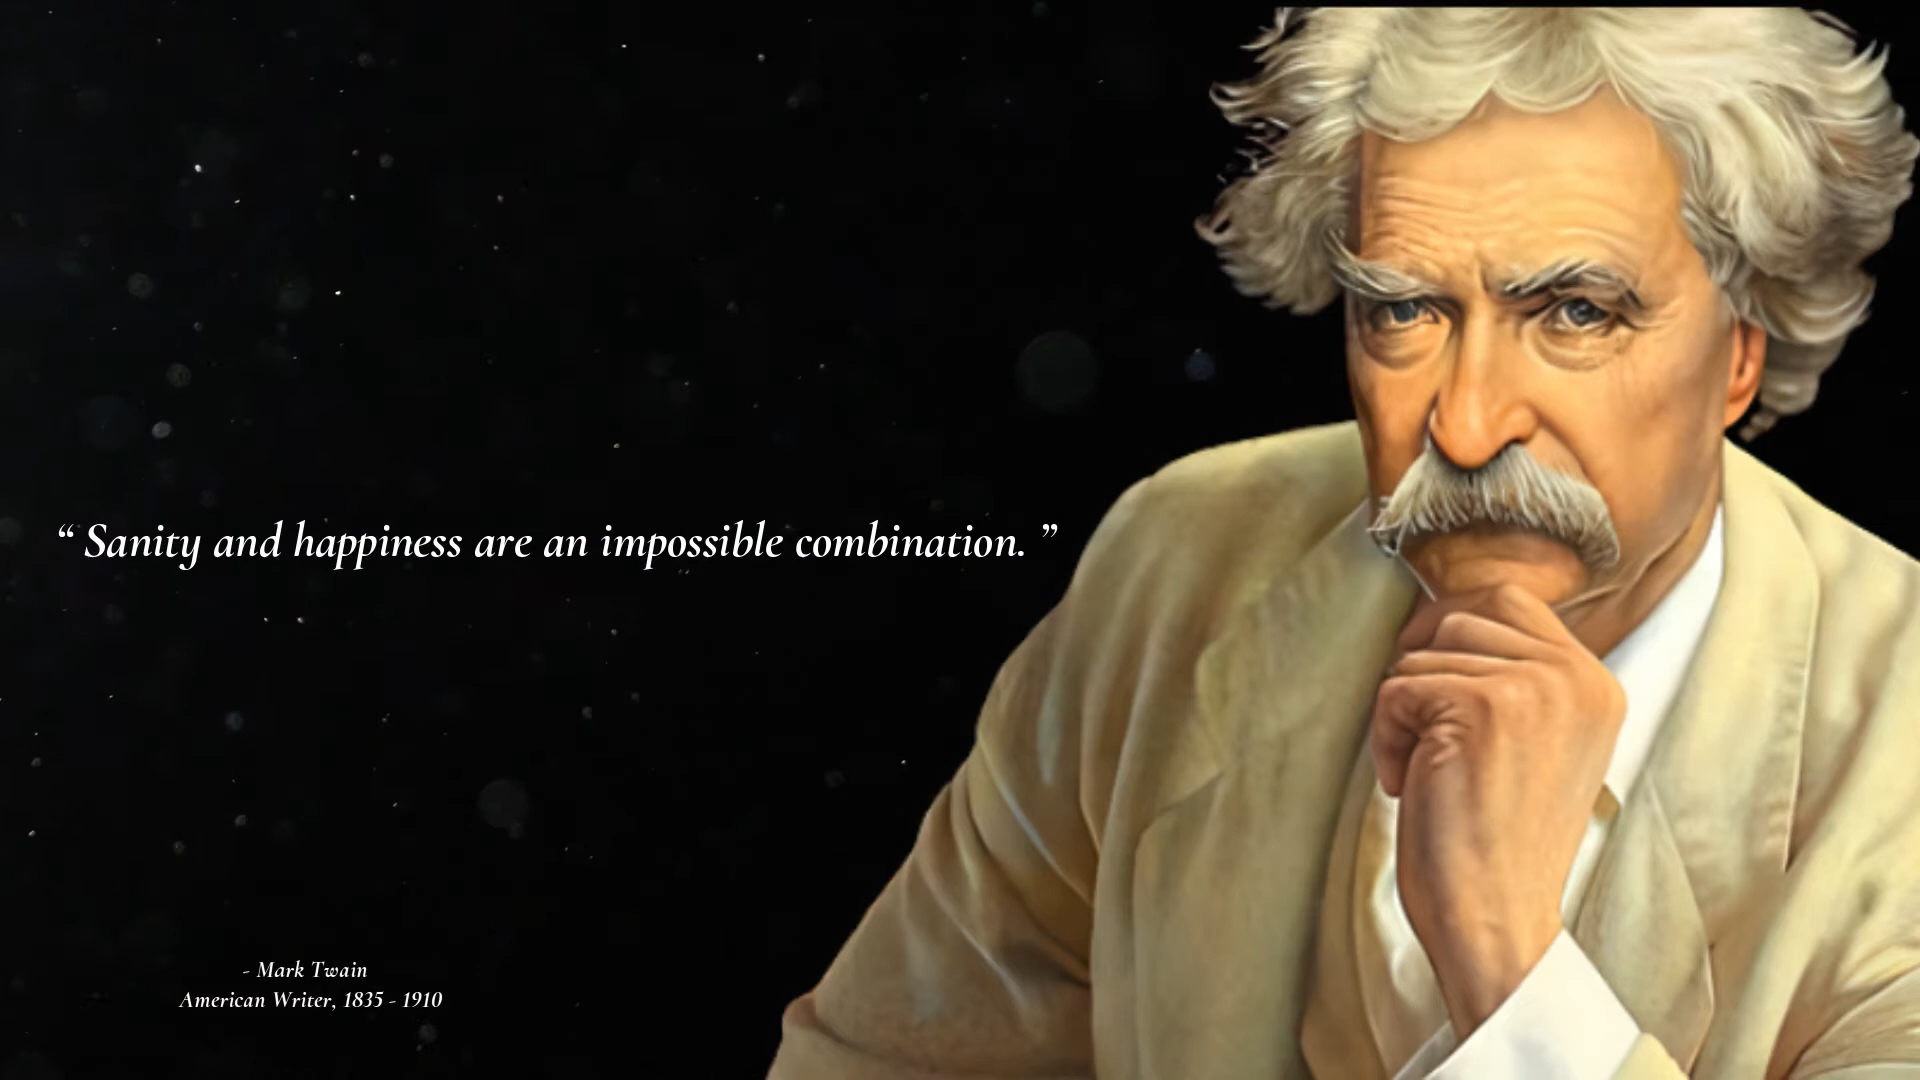 “ Sanity and happiness are an impossible combination. ”
- Mark Twain
American Writer, 1835 - 1910